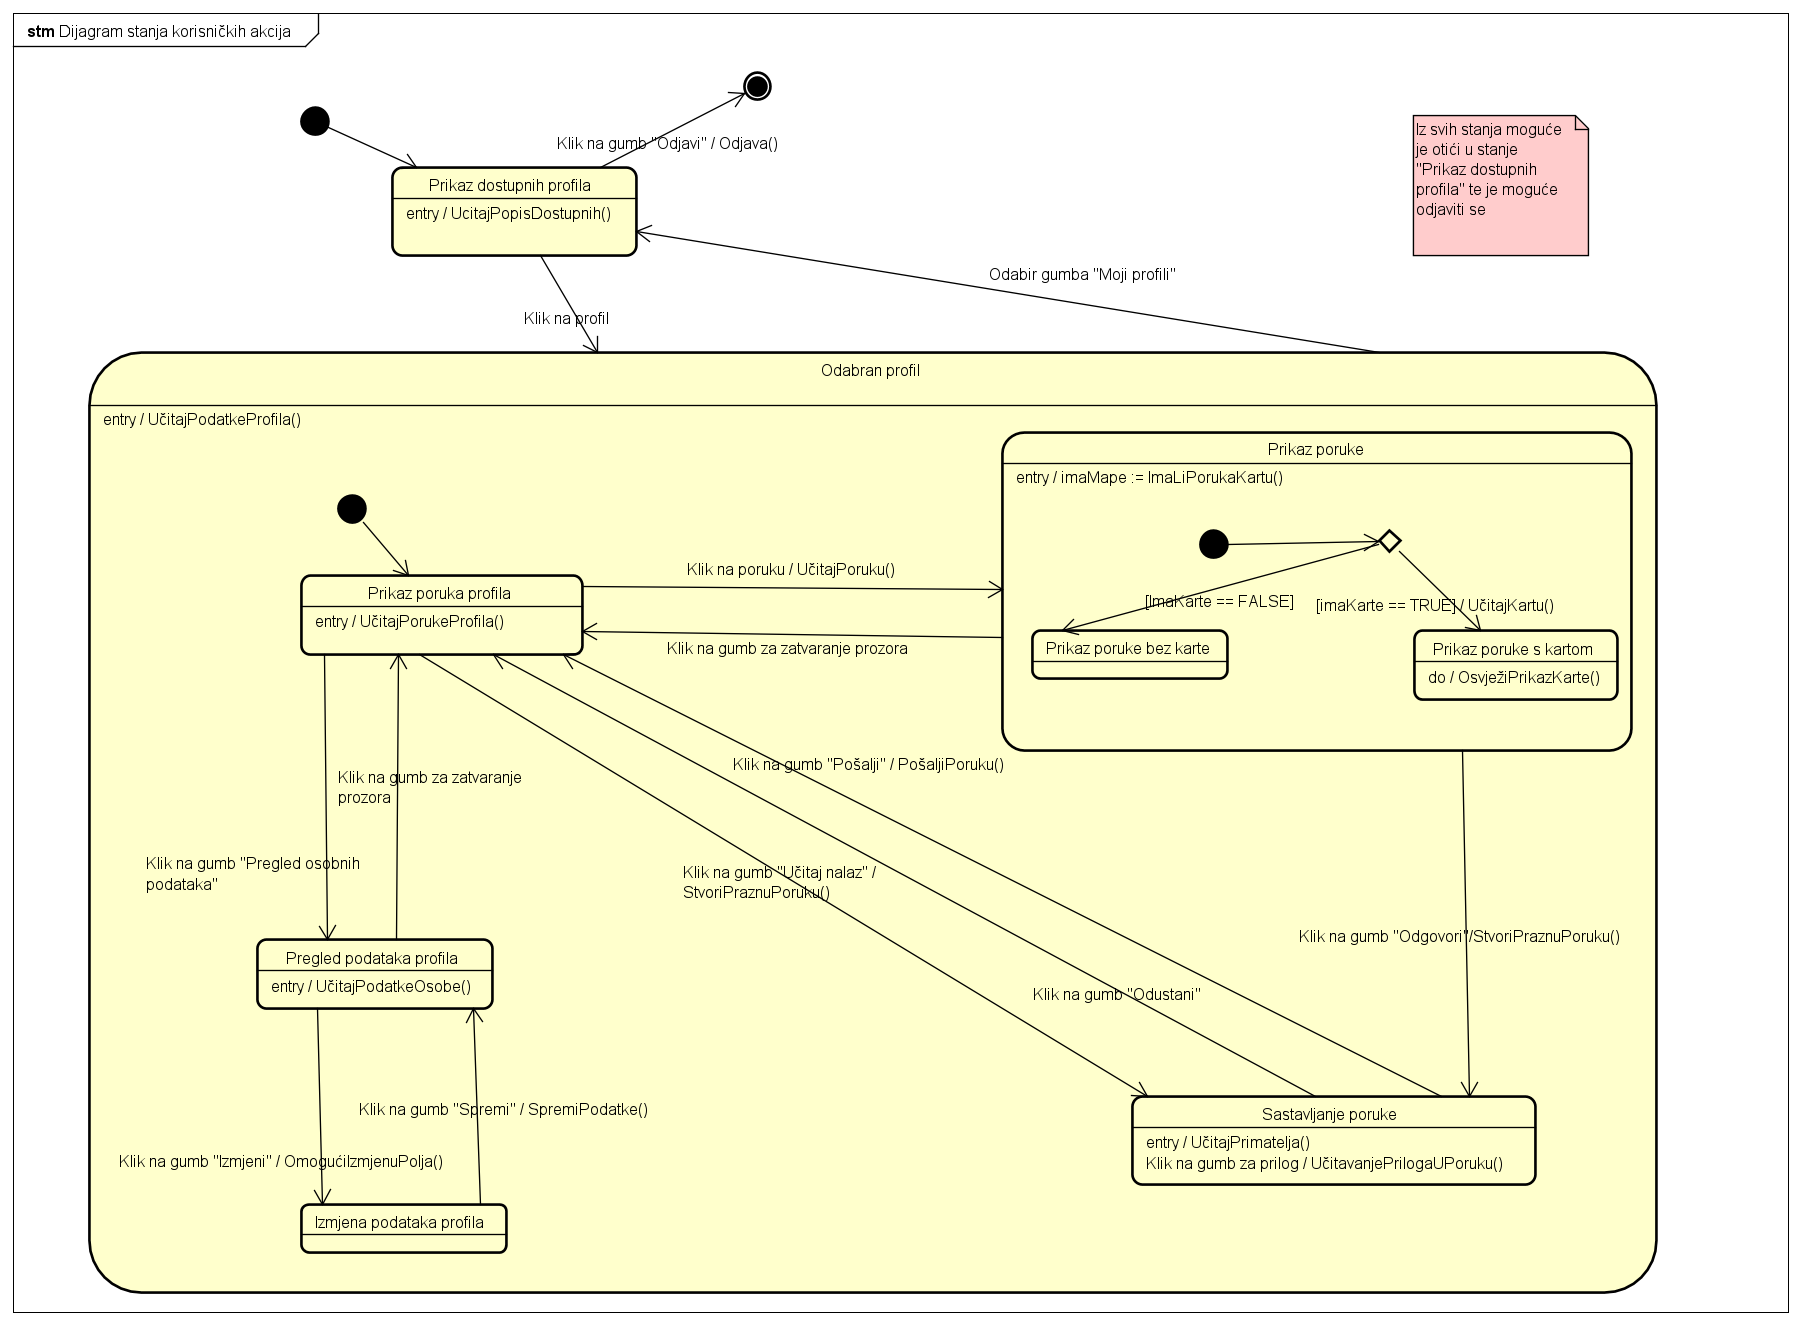 stm Dijagram stanja korisničkih akcija
Klik na gumb "Odjavi" / Odjava()
Iz svih stanja moguće
je otići u stanje
"Prikaz dostupnih
profila" te je moguće
odjaviti se
Prikaz dostupnih profila
entry / UcitajPopisDostupnih()
Odabir gumba "Moji profili"
Klik na profil
Odabran profil
entry / UčitajPodatkeProfila()
Prikaz poruke
entry / imaMape := ImaLiPorukaKartu()
Klik na poruku / UčitajPoruku()
Prikaz poruka profila
entry / UčitajPorukeProfila()
[ImaKarte == FALSE]
[imaKarte == TRUE] / UčitajKartu()
Klik na gumb za zatvaranje prozora
Prikaz poruke bez karte
Prikaz poruke s kartom
do / OsvježiPrikazKarte()
Klik na gumb "Pošalji" / PošaljiPoruku()
Klik na gumb za zatvaranje
prozora
Klik na gumb "Pregled osobnih
podataka"
Klik na gumb "Učitaj nalaz" /
StvoriPraznuPoruku()
Klik na gumb "Odgovori"/StvoriPraznuPoruku()
Pregled podataka profila
entry / UčitajPodatkeOsobe()
Klik na gumb "Odustani"
Klik na gumb "Spremi" / SpremiPodatke()
Klik na gumb "Izmjeni" / OmogućiIzmjenuPolja()
Sastavljanje poruke
entry / UčitajPrimatelja()
Klik na gumb za prilog / UčitavanjePrilogaUPoruku()
Izmjena podataka profila